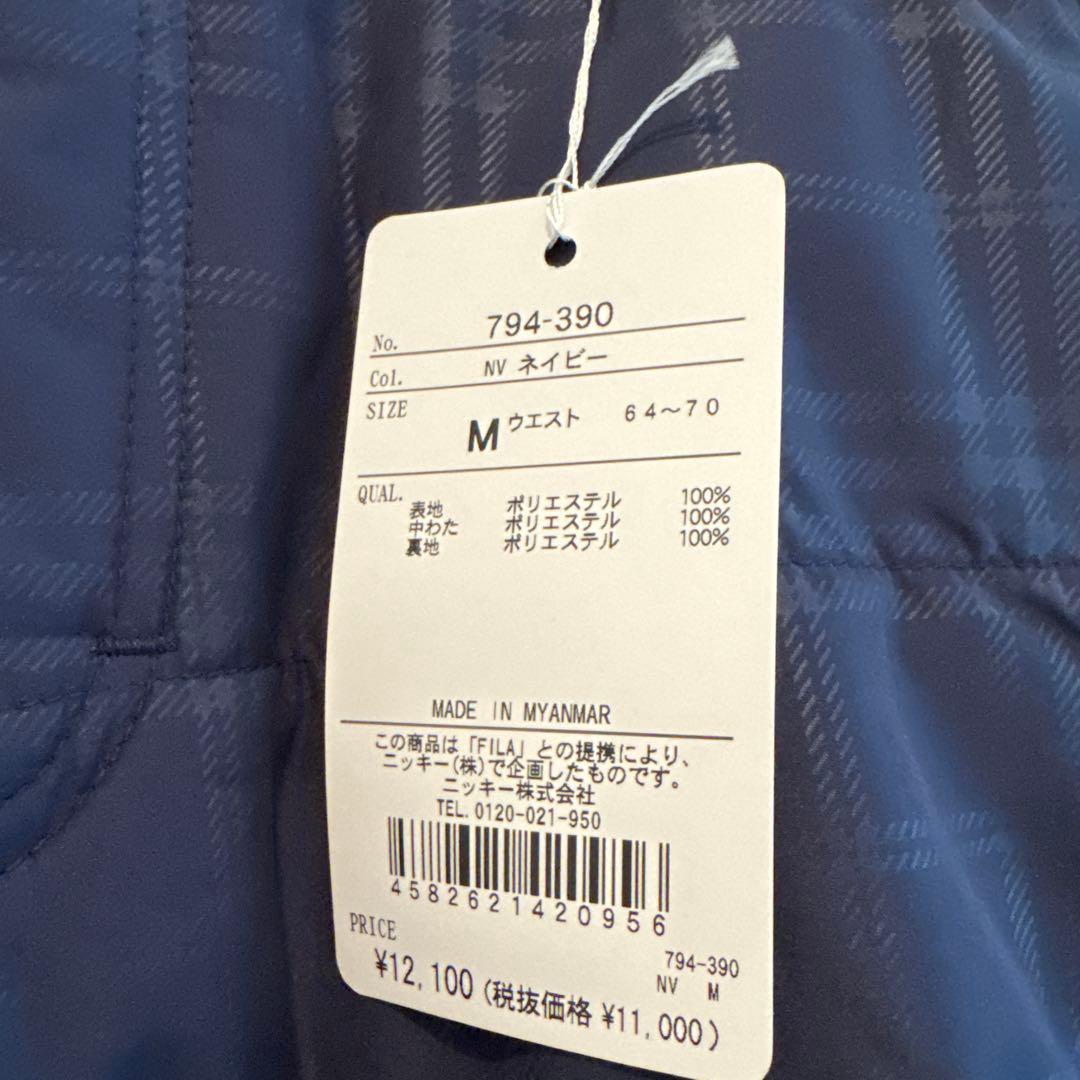 No. 794-390
Col. NV ネイビー
SIZE M ウエスト 64～70
QUAL. 表地 ポリエステル 100%
中わた ポリエステル 100%
裏地 ポリエステル 100%
MADE IN MYANMAR
この商品は「FILA」との提携により、
ニッキー(株)で企画したものです。
ニッキー株式会社
TEL. 0120-021-950
4582621420956
PRICE
794-390
NV M
¥12,100 (税抜価格 ¥11,000)